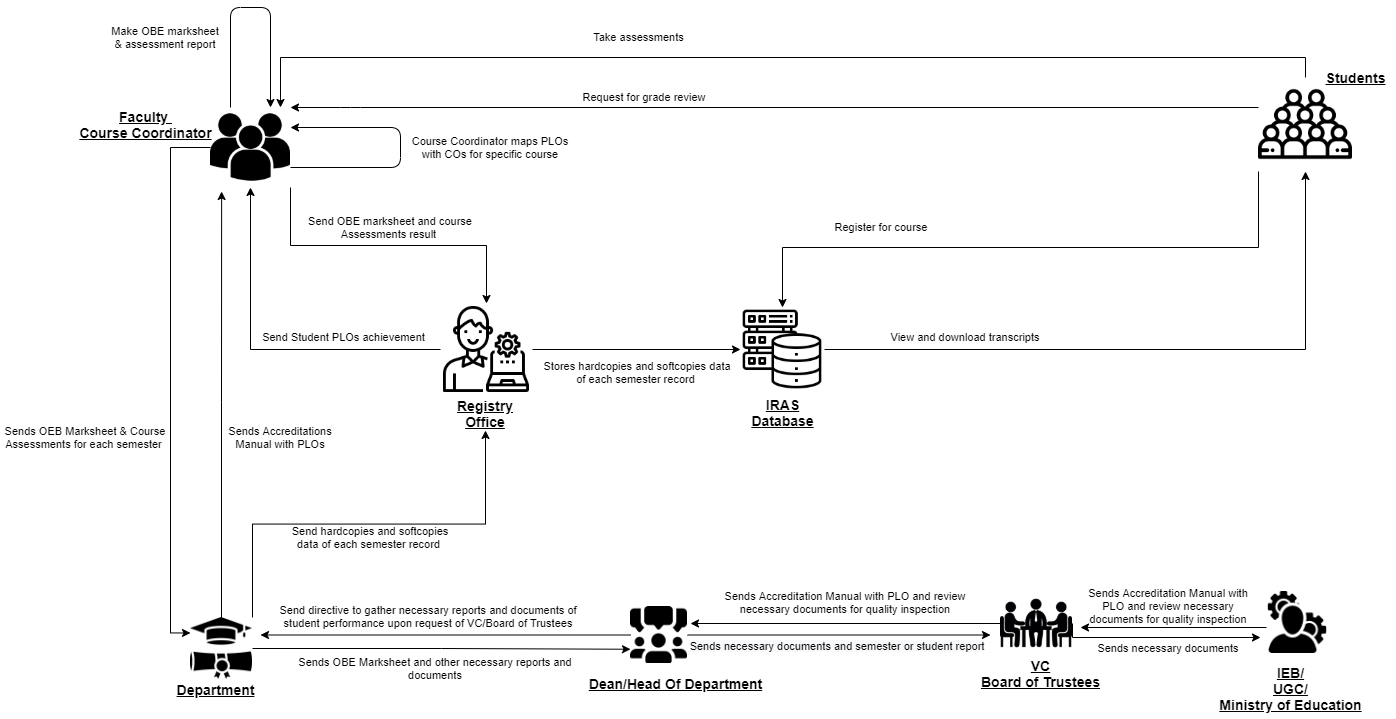 Make OBE marksheet
& assessment report
Take assessments
Students
Request for grade review
Faculty
Course Coordinator
Course Coordinator maps PLOs
with COs for specific course
Send OBE marksheet and course
Assessments result
Register for course
Send Student PLOs achievement
View and download transcripts
Stores hardcopies and softcopies data
of each semester record
Registry
Office
IRAS
Database
Sends OEB Marksheet & Course
Assessments for each semester
Sends Accreditations
Manual with PLOs
Send hardcopies and softcopies
data of each semester record
Send directive to gather necessary reports and documents of
student performance upon request of VC/Board of Trustees
Sends Accreditation Manual with PLO and review
necessary documents for quality inspection
Sends Accreditation Manual with
PLO and review necessary
documents for quality inspection
Sends OBE Marksheet and other necessary reports and
documents
Sends necessary documents and semester or student report
Sends necessary documents
Department
Dean/Head Of Department
VC
Board of Trustees
IEB/
UGC/
Ministry of Education